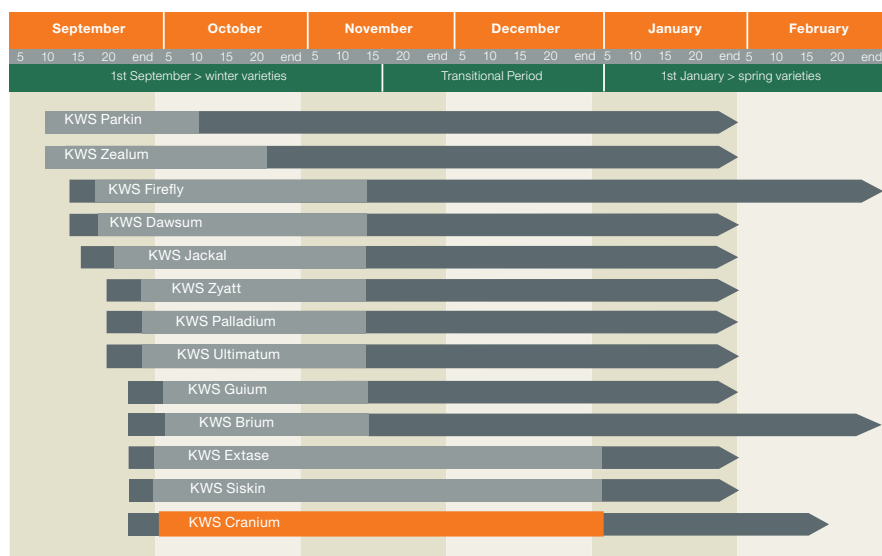 September October November December January February
5 10 15 20 end 5 10 15 20 end 5 10 15 20 end 5 10 15 20 end 5 10 15 20 end 5 10 15 20 end
1st September > winter varieties Transitional Period 1st January > spring varieties
KWS Parkin
KWS Zealum
KWS Firefly
KWS Dawsum
KWS Jackal
KWS Zyatt
KWS Palladium
KWS Ultimatum
KWS Guium
KWS Brium
KWS Extase
KWS Siskin
KWS Cranium